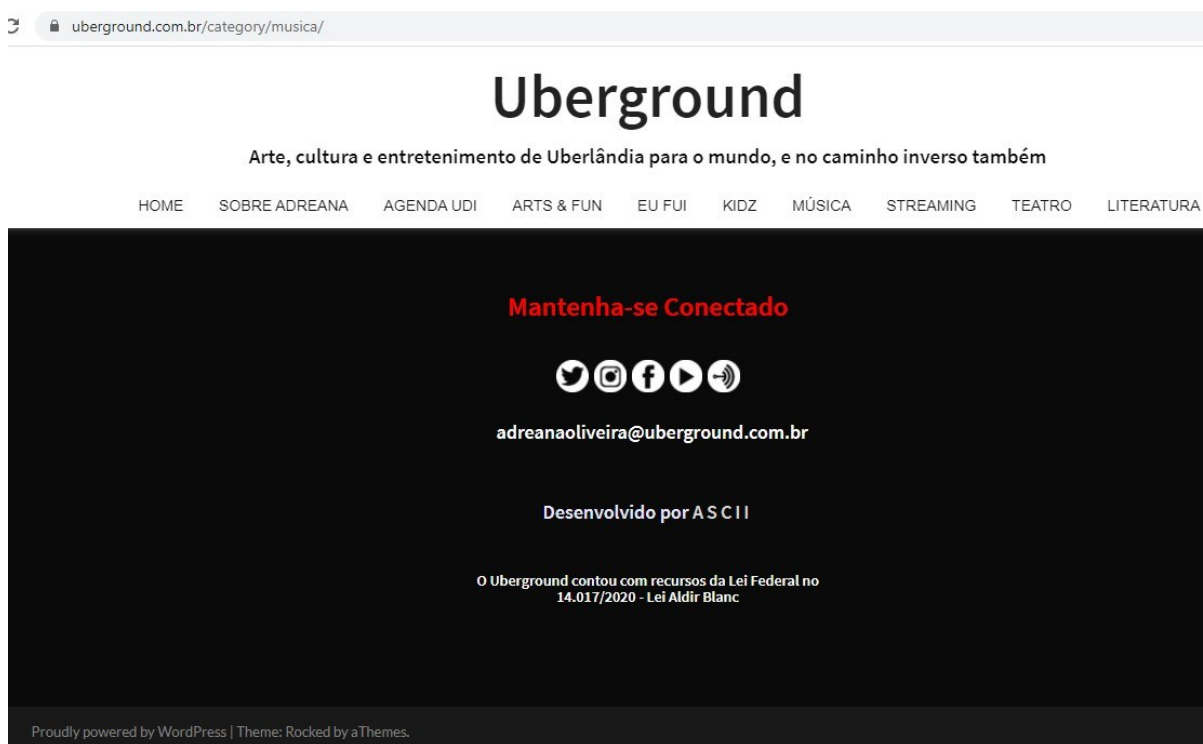 uberground.com.br/category/musica/
Uberground
Arte, cultura e entretenimento de Uberlândia para o mundo, e no caminho inverso também
HOME SOBRE ADREANA AGENDA UDI ARTS & FUN EU FUI KIDZ MÚSICA STREAMING TEATRO LITERATURA
Mantenha-se Conectado
adreanaoliveira@uberground.com.br
Desenvolvido por A S C I I
O Uberground contou com recursos da Lei Federal no
14.017/2020 - Lei Aldir Blanc
Proudly powered by WordPress | Theme: Rocked by aThemes.